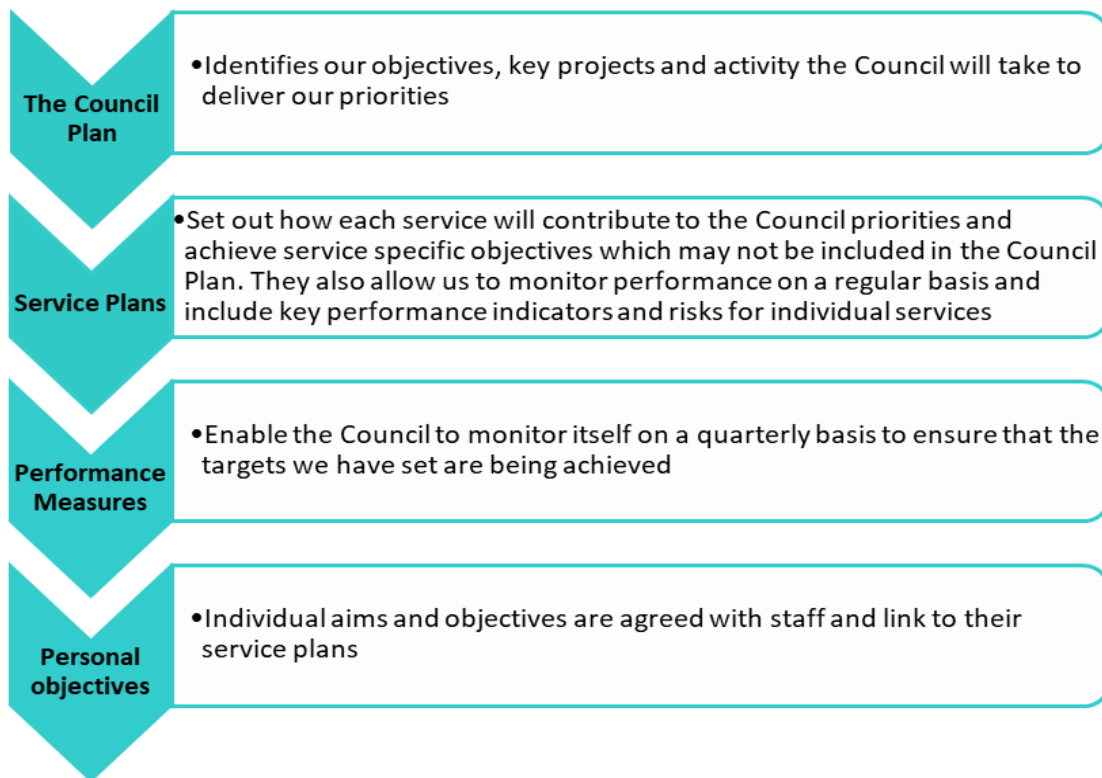 The Council
Plan
•Identifies our objectives, key projects and activity the Council will take to
deliver our priorities
Service Plans
•Set out how each service will contribute to the Council priorities and
achieve service specific objectives which may not be included in the Council
Plan. They also allow us to monitor performance on a regular basis and
include key performance indicators and risks for individual services
Performance
Measures
•Enable the Council to monitor itself on a quarterly basis to ensure that the
targets we have set are being achieved
Personal
objectives
•Individual aims and objectives are agreed with staff and link to their
service plans